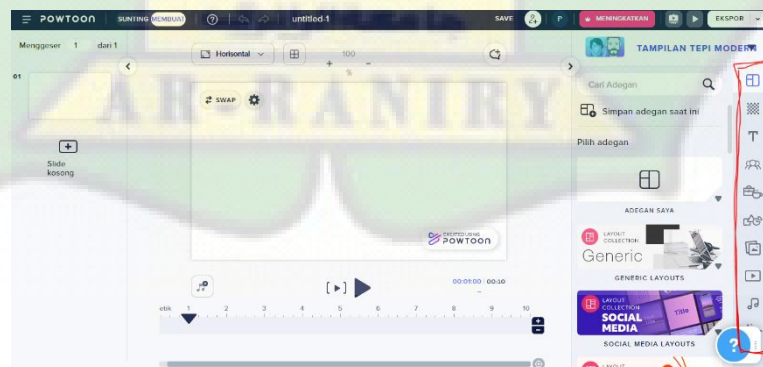 POWTOON SUNTING MEMBUAT untitled-1 SAVE P MENINGKATKAN EKSPOR
Menggeser 1 dari 1
Horisontal
100
+ -
%
TAMPILAN TEPI MODERN
01
SWAP
Cari Adegan
Simpan adegan saat ini
Slide
kosong
Pilih adegan
AR-RANIRY
ADEGAN SAYA
CREATED USING
POWTOON
LAYOUT
COLLECTION
Generic
GENERIC LAYOUTS
00:01:00 00:10
etik 1 2 3 4 5 6 7 8 9 10
LAYOUT
COLLECTION
SOCIAL
MEDIA
Title
SOCIAL MEDIA LAYOUTS
LAYOUT